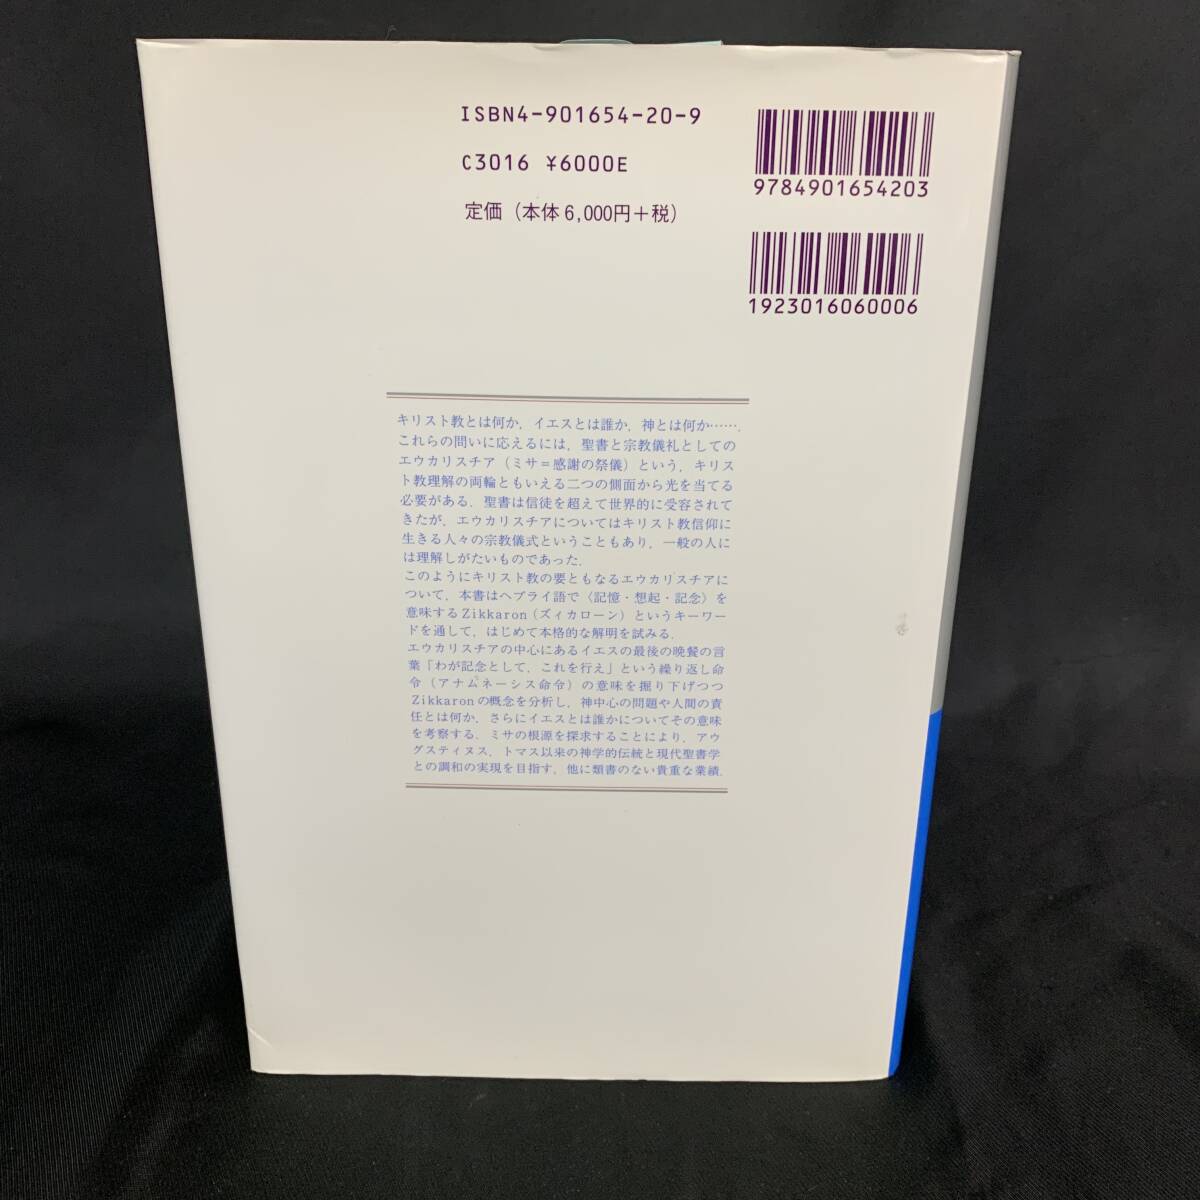 ISBN4-901654-20-9
C3016 ¥6000E
定価（本体6,000円＋税）
9784901654203
1923016060006
キリスト教とは何か，イエスとは誰か，神とは何か……．
これらの問いに応えるには，聖書と宗教儀礼としての
エウカリスチア（ミサ＝感謝の祭儀）という，キリス
ト教理解の両輪ともいえる二つの側面から光を当てる
必要がある．聖書は信徒を超えて世界的に受容されて
きたが，エウカリスチアについてはキリスト教信仰に
生きる人々の宗教儀式ということもあり，一般の人に
は理解しがたいものであった．
このようにキリスト教の要ともなるエウカリスチアに
ついて，本書はヘブライ語で〈記憶・想起・記念〉を
意味するZikkaron（ズィカローン）というキーワー
ドを通して，はじめて本格的な解明を試みる．
エウカリスチアの中心にあるイエスの最後の晩餐の言
葉「わが記念として，これを行え」という繰り返し命
令（アナムネーシス命令）の意味を掘り下げつつ
Zikkaronの概念を分析し，神中心の問題や人間の責
任とは何か，さらにイエスとは誰かについてその意味
を考察する．ミサの根源を探求することにより，アウ
グスティヌス，トマス以来の神学的伝統と現代聖書学
との調和の実現を目指す，他に類書のない貴重な業績．